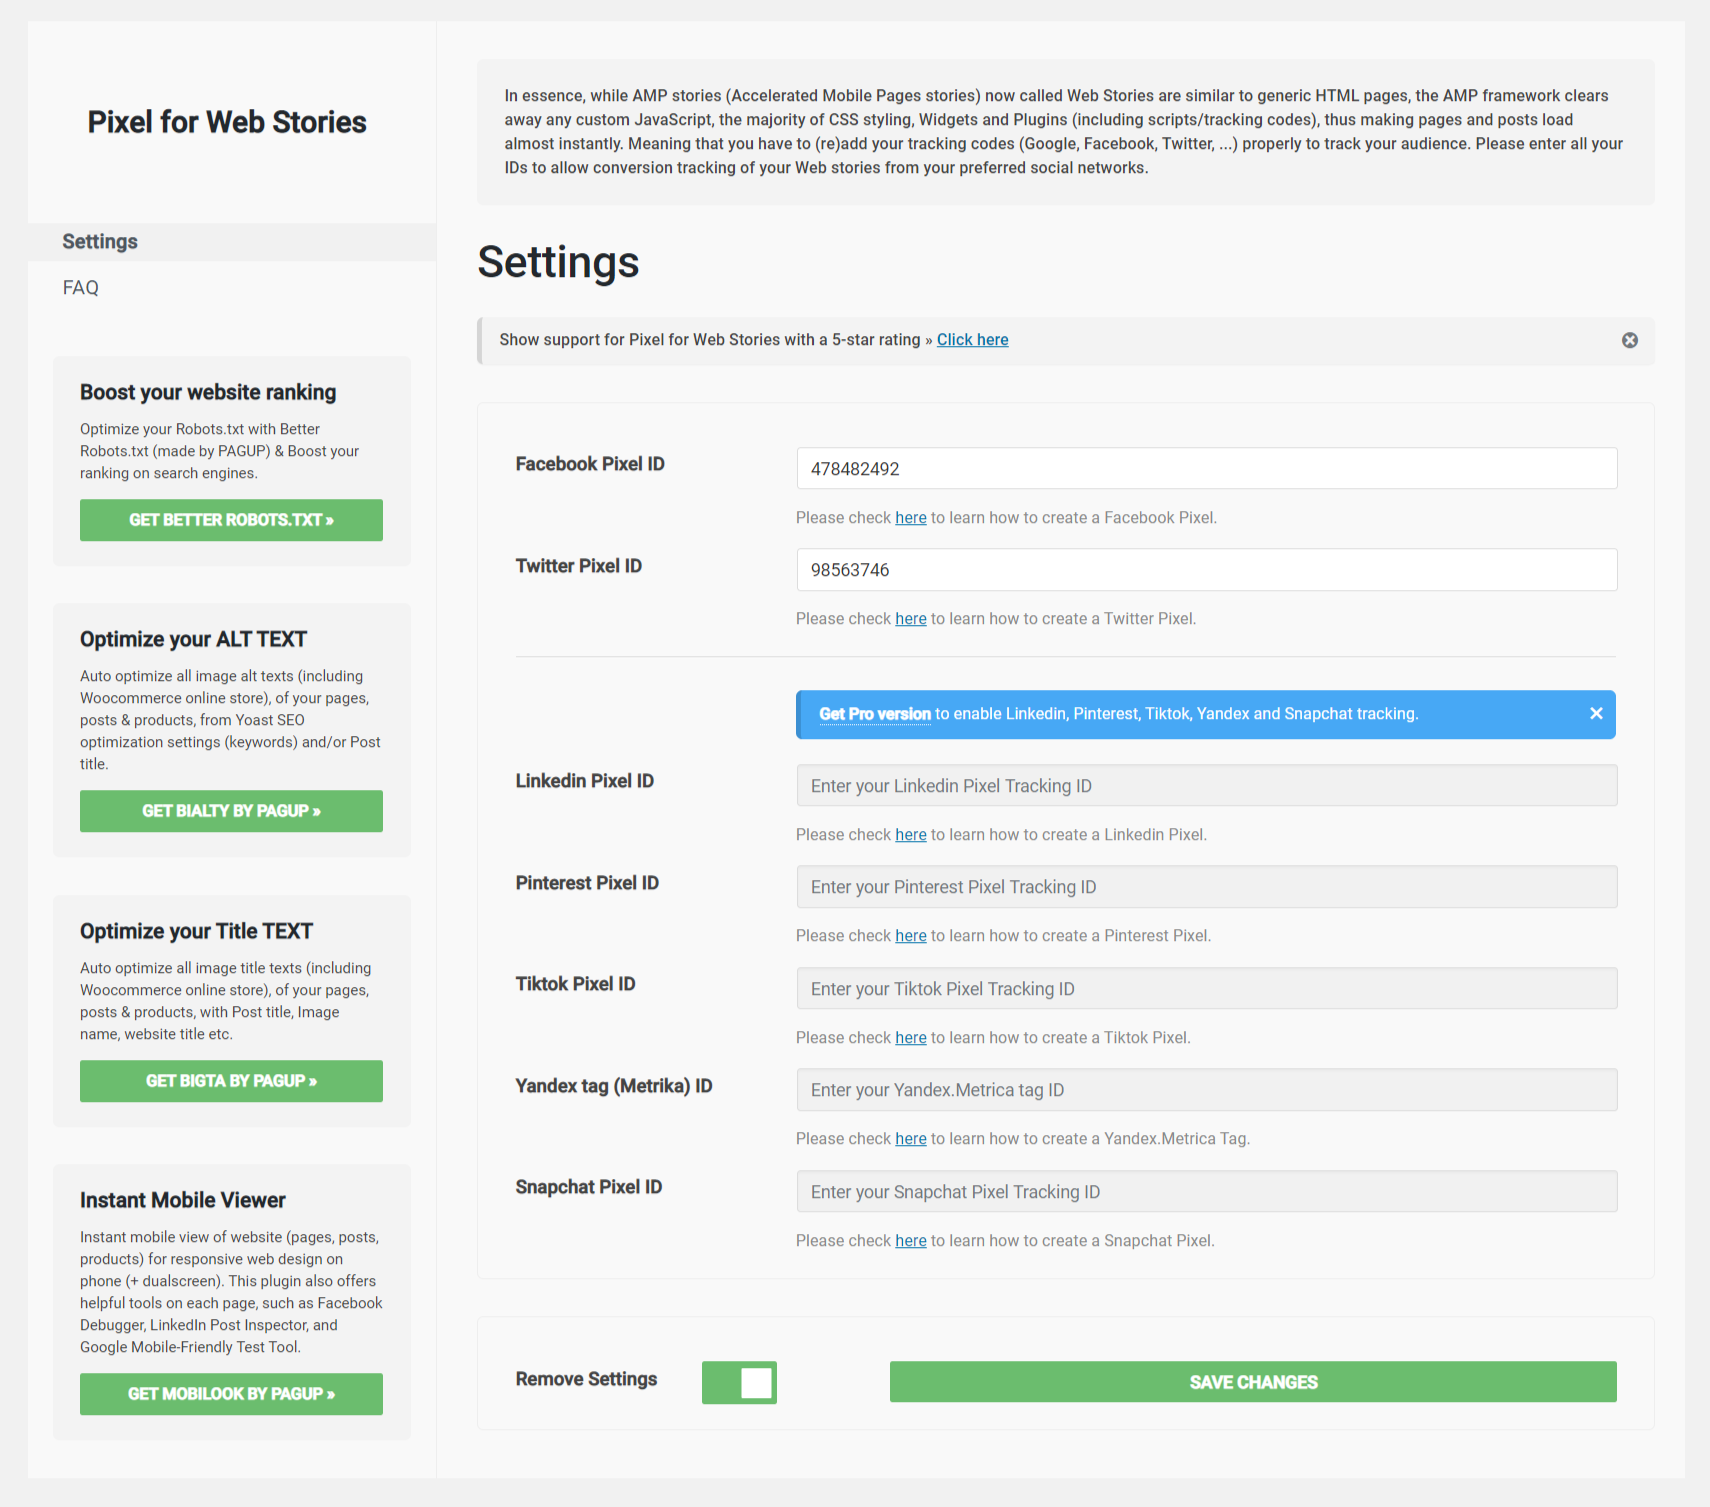 Pixel for Web Stories
Settings
FAQ
Boost your website ranking
Optimize your Robots.txt with Better
Robots.txt (made by PAGUP) & Boost your
ranking on search engines.
GET BETTER ROBOTS.TXT »
Optimize your ALT TEXT
Auto optimize all image alt texts (including
Woocommerce online store), of your pages,
posts & products, from Yoast SEO
optimization settings (keywords) and/or Post
title.
GET BIALTY BY PAGUP »
Optimize your Title TEXT
Auto optimize all image title texts (including
Woocommerce online store), of your pages,
posts & products, with Post title, Image
name, website title etc.
GET BIGTA BY PAGUP »
Instant Mobile Viewer
Instant mobile view of website (pages, posts,
products) for responsive web design on
phone (+ dualscreen). This plugin also offers
helpful tools on each page, such as Facebook
Debugger, LinkedIn Post Inspector, and
Google Mobile-Friendly Test Tool.
GET MOBILOOK BY PAGUP »
In essence, while AMP stories (Accelerated Mobile Pages stories) now called Web Stories are similar to generic HTML pages, the AMP framework clears
away any custom JavaScript, the majority of CSS styling, Widgets and Plugins (including scripts/tracking codes), thus making pages and posts load
almost instantly. Meaning that you have to (re)add your tracking codes (Google, Facebook, Twitter, ...) properly to track your audience. Please enter all your
IDs to allow conversion tracking of your Web stories from your preferred social networks.
Settings
Show support for Pixel for Web Stories with a 5-star rating » Click here
Facebook Pixel ID
478482492
Please check here to learn how to create a Facebook Pixel.
Twitter Pixel ID
98563746
Please check here to learn how to create a Twitter Pixel.
Get Pro version to enable Linkedin, Pinterest, Tiktok, Yandex and Snapchat tracking.
Linkedin Pixel ID
Enter your Linkedin Pixel Tracking ID
Please check here to learn how to create a Linkedin Pixel.
Pinterest Pixel ID
Enter your Pinterest Pixel Tracking ID
Please check here to learn how to create a Pinterest Pixel.
Tiktok Pixel ID
Enter your Tiktok Pixel Tracking ID
Please check here to learn how to create a Tiktok Pixel.
Yandex tag (Metrika) ID
Enter your Yandex.Metrica tag ID
Please check here to learn how to create a Yandex.Metrica Tag.
Snapchat Pixel ID
Enter your Snapchat Pixel Tracking ID
Please check here to learn how to create a Snapchat Pixel.
Remove Settings
SAVE CHANGES